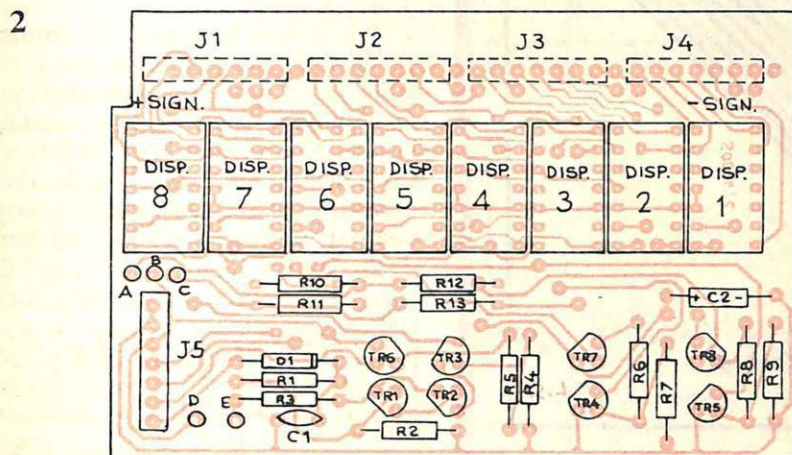 2
J1 J2 J3 J4
+ SIGN. - SIGN.
DISP. 8 DISP. 7 DISP. 6 DISP. 5 DISP. 4 DISP. 3 DISP. 2 DISP. 1
A B C
R10 R12
R11 R13
+ C2 -
J5
D1 TR6 TR3 R5 R4 TR7 R6 R7 TR8 R8 R9
R1
R3 TR1 TR2 TR4 TR5
D E
C1 R2